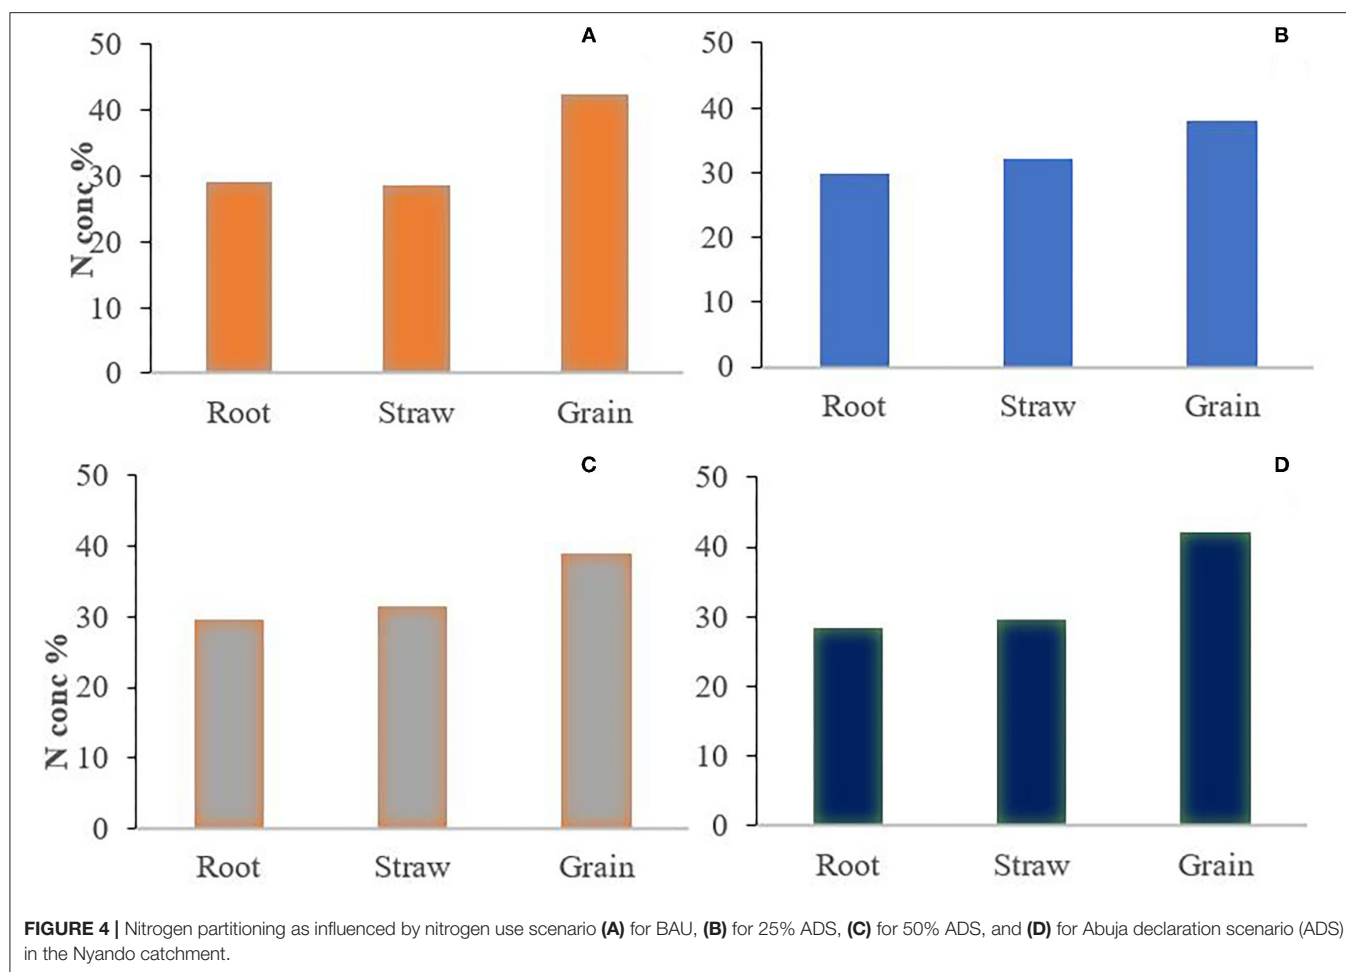 A
50
40
30
20
10
0
N conc %
Root Straw Grain
B
50
40
30
20
10
0
Root Straw Grain
C
50
40
30
20
10
0
N conc %
Root Straw Grain
D
50
40
30
20
10
0
Root Straw Grain
FIGURE 4 | Nitrogen partitioning as influenced by nitrogen use scenario (A) for BAU, (B) for 25% ADS, (C) for 50% ADS, and (D) for Abuja declaration scenario (ADS)
in the Nyando catchment.